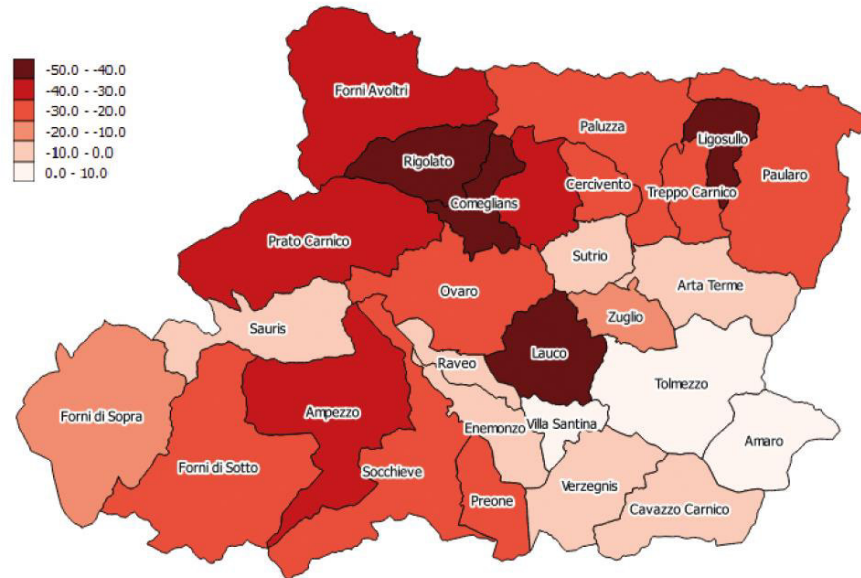 -50.0 - -40.0
-40.0 - -30.0
-30.0 - -20.0
-20.0 - -10.0
-10.0 - 0.0
0.0 - 10.0
Forni Avoltri
Paluzza
Ligosullo
Rigolato
Cercivento
Treppo Carnico
Paularo
Comeglians
Prato Carnico
Sutrio
Ovaro
Arta Terme
Zuglio
Sauris
Lauco
Raveo
Tolmezzo
Forni di Sopra
Ampezzo
Enemonzo
Villa Santina
Amaro
Forni di Sotto
Socchieve
Preone
Verzegnis
Cavazzo Carnico